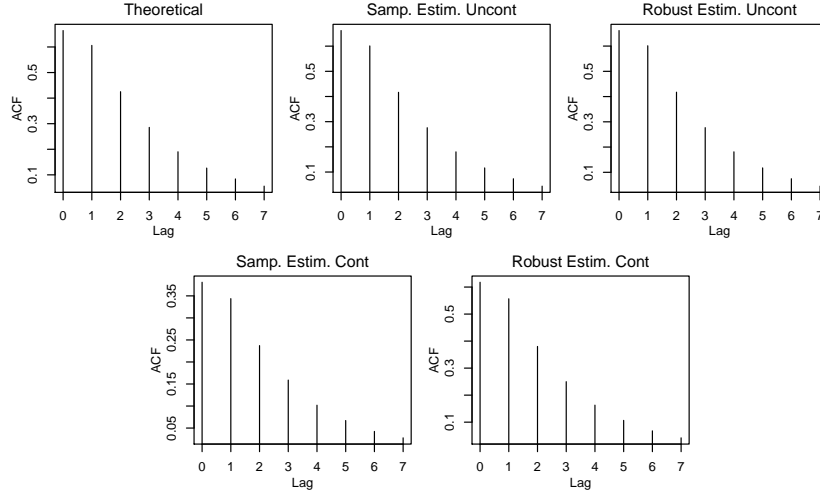 Theoretical
ACF
0.5
0.3
0.1
0 1 2 3 4 5 6 7
Lag
Samp. Estim. Uncont
ACF
0.5
0.3
0.1
0 1 2 3 4 5 6 7
Lag
Robust Estim. Uncont
ACF
0.5
0.3
0.1
0 1 2 3 4 5 6 7
Lag
Samp. Estim. Cont
ACF
0.35
0.25
0.15
0.05
0 1 2 3 4 5 6 7
Lag
Robust Estim. Cont
ACF
0.5
0.3
0.1
0 1 2 3 4 5 6 7
Lag